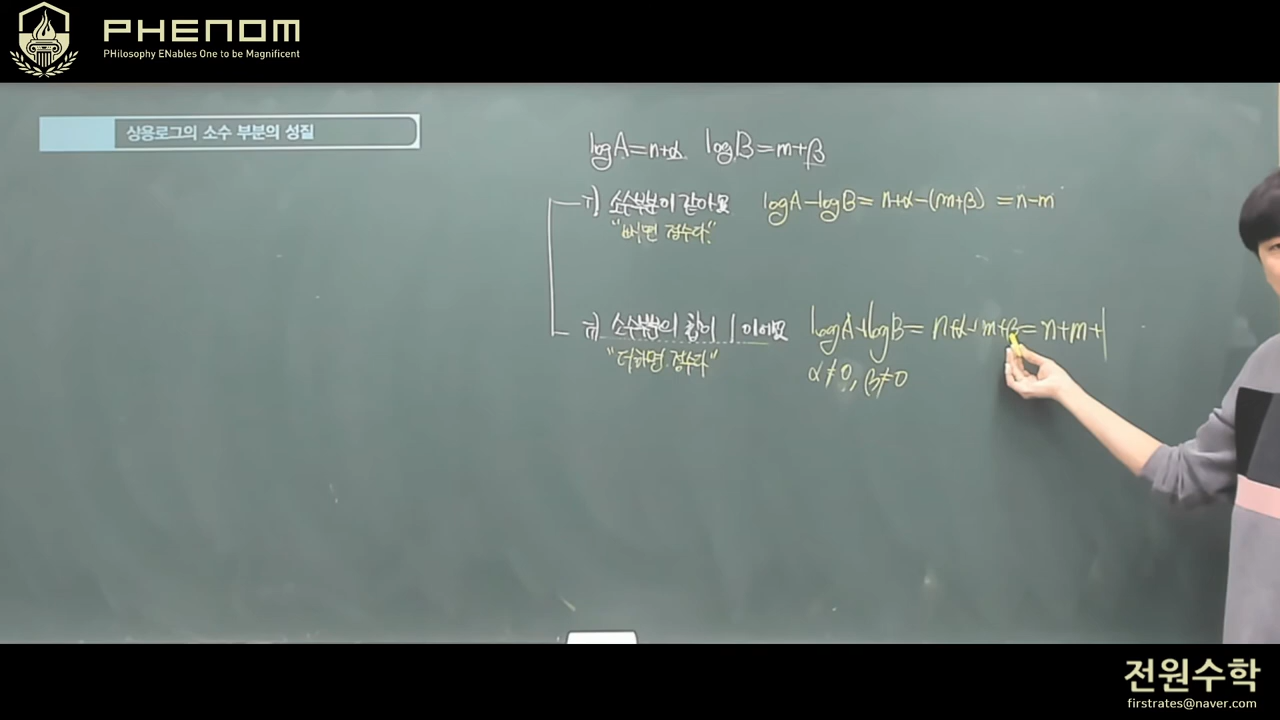 PHENOM
PHilosophy ENables One to be Magnificent
상용로그의 소수 부분의 성질
logA=n+α logB=m+β
i) 소수부분이 같아요 logA-logB= n+α-(m+β) =n-m
"빼면 정수다"
ii) 소수부분의 합이 1이에요 logA+logB= n+α+m+β= n+m+1
"더하면 정수다"
α≠0, β≠0
전원수학
firstrates@naver.com